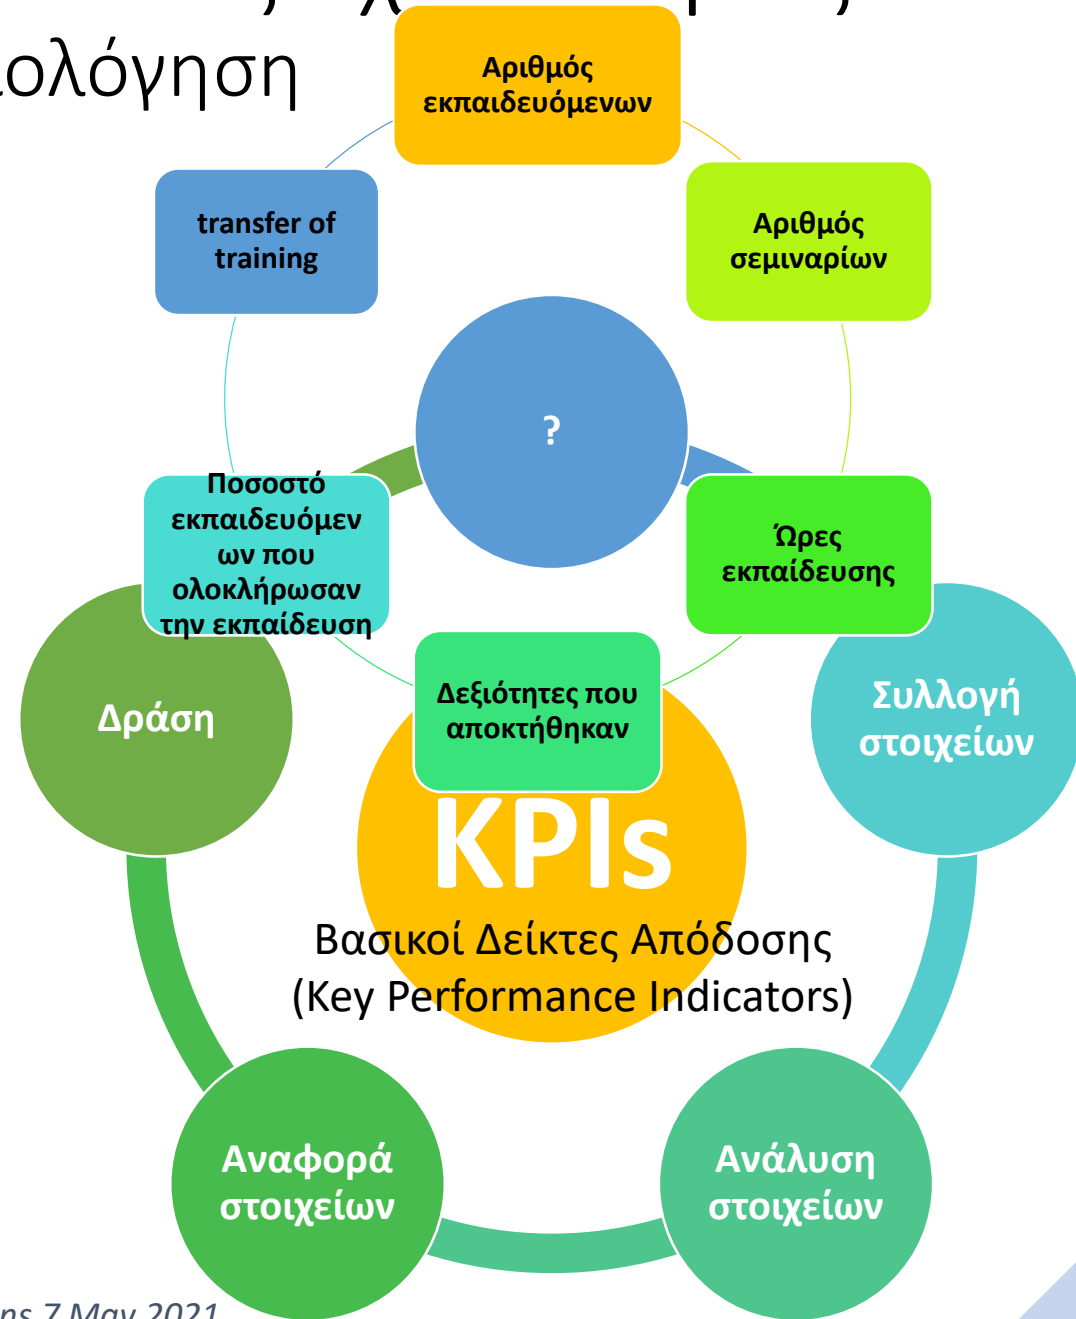 ολόγηση
Αριθμός
εκπαιδευόμενων
transfer of
training
Αριθμός
σεμιναρίων
?
Ποσοστό
εκπαιδευόμεν
ων που
ολοκλήρωσαν
την εκπαίδευση
Ώρες
εκπαίδευσης
Δεξιότητες που
αποκτήθηκαν
Δράση
Συλλογή
στοιχείων
KPIs
Βασικοί Δείκτες Απόδοσης
(Key Performance Indicators)
Αναφορά
στοιχείων
Ανάλυση
στοιχείων
7 May 2021